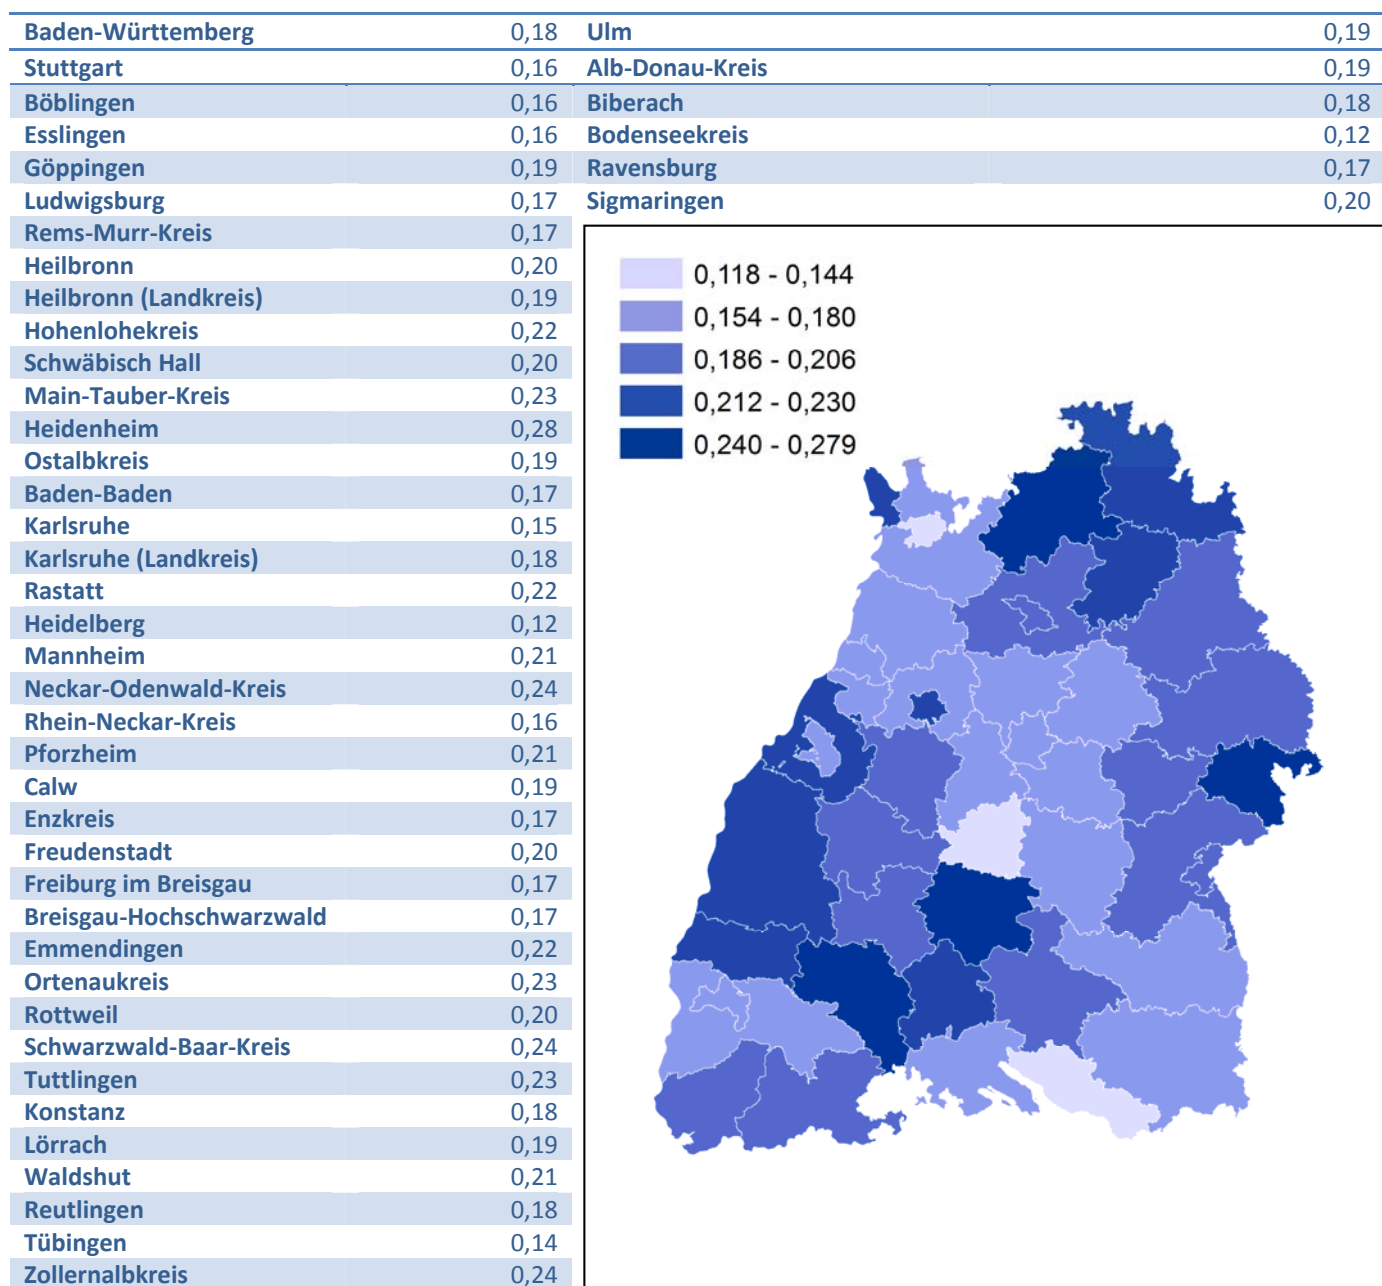 Baden-Württemberg 0,18
Stuttgart 0,16
Böblingen 0,16
Esslingen 0,16
Göppingen 0,19
Ludwigsburg 0,17
Rems-Murr-Kreis 0,17
Heilbronn 0,20
Heilbronn (Landkreis) 0,19
Hohenlohekreis 0,22
Schwäbisch Hall 0,20
Main-Tauber-Kreis 0,23
Heidenheim 0,28
Ostalbkreis 0,19
Baden-Baden 0,17
Karlsruhe 0,15
Karlsruhe (Landkreis) 0,18
Rastatt 0,22
Heidelberg 0,12
Mannheim 0,21
Neckar-Odenwald-Kreis 0,24
Rhein-Neckar-Kreis 0,16
Pforzheim 0,21
Calw 0,19
Enzkreis 0,17
Freudenstadt 0,20
Freiburg im Breisgau 0,17
Breisgau-Hochschwarzwald 0,17
Emmendingen 0,22
Ortenaukreis 0,23
Rottweil 0,20
Schwarzwald-Baar-Kreis 0,24
Tuttlingen 0,23
Konstanz 0,18
Lörrach 0,19
Waldshut 0,21
Reutlingen 0,18
Tübingen 0,14
Zollernalbkreis 0,24
Ulm 0,19
Alb-Donau-Kreis 0,19
Biberach 0,18
Bodenseekreis 0,12
Ravensburg 0,17
Sigmaringen 0,20
0,118 - 0,144
0,154 - 0,180
0,186 - 0,206
0,212 - 0,230
0,240 - 0,279